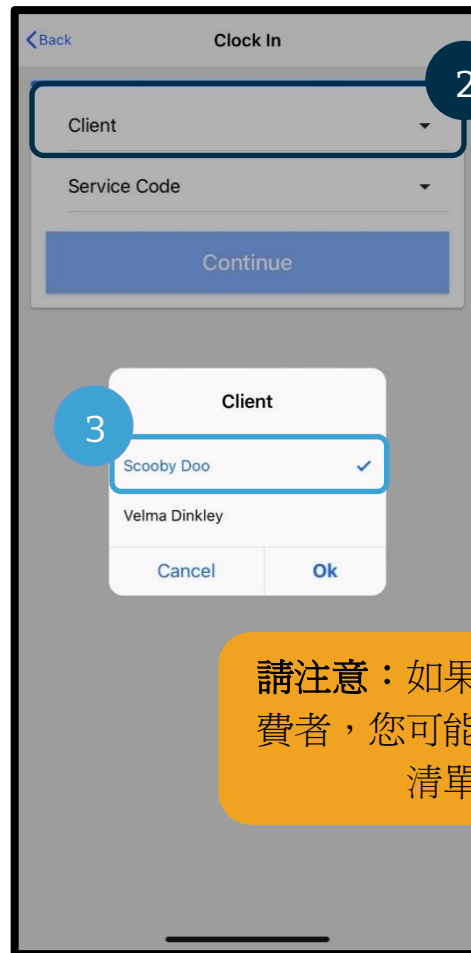 Back
Clock In
2
Client
Service Code
Continue
Client
3
Scooby Doo
Velma Dinkley
Cancel
Ok
請注意：如果
費者，您可能
清單